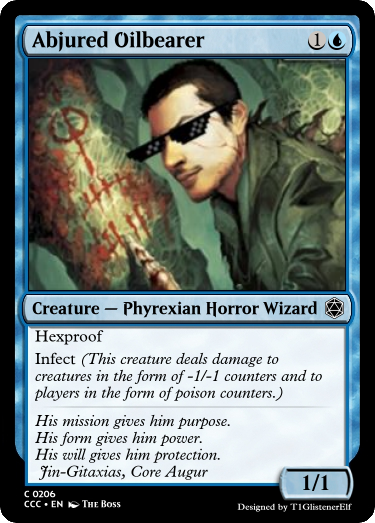 Abjured Oilbearer 1
Creature — Phyrexian Horror Wizard
Hexproof
Infect (This creature deals damage to
creatures in the form of -1/-1 counters and to
players in the form of poison counters.)
His mission gives him purpose.
His form gives him power.
His will gives him protection.
Jin-Gitaxias, Core Augur
1/1
C 0206
CCC • EN The Boss
Designed by T1GlistenerElf